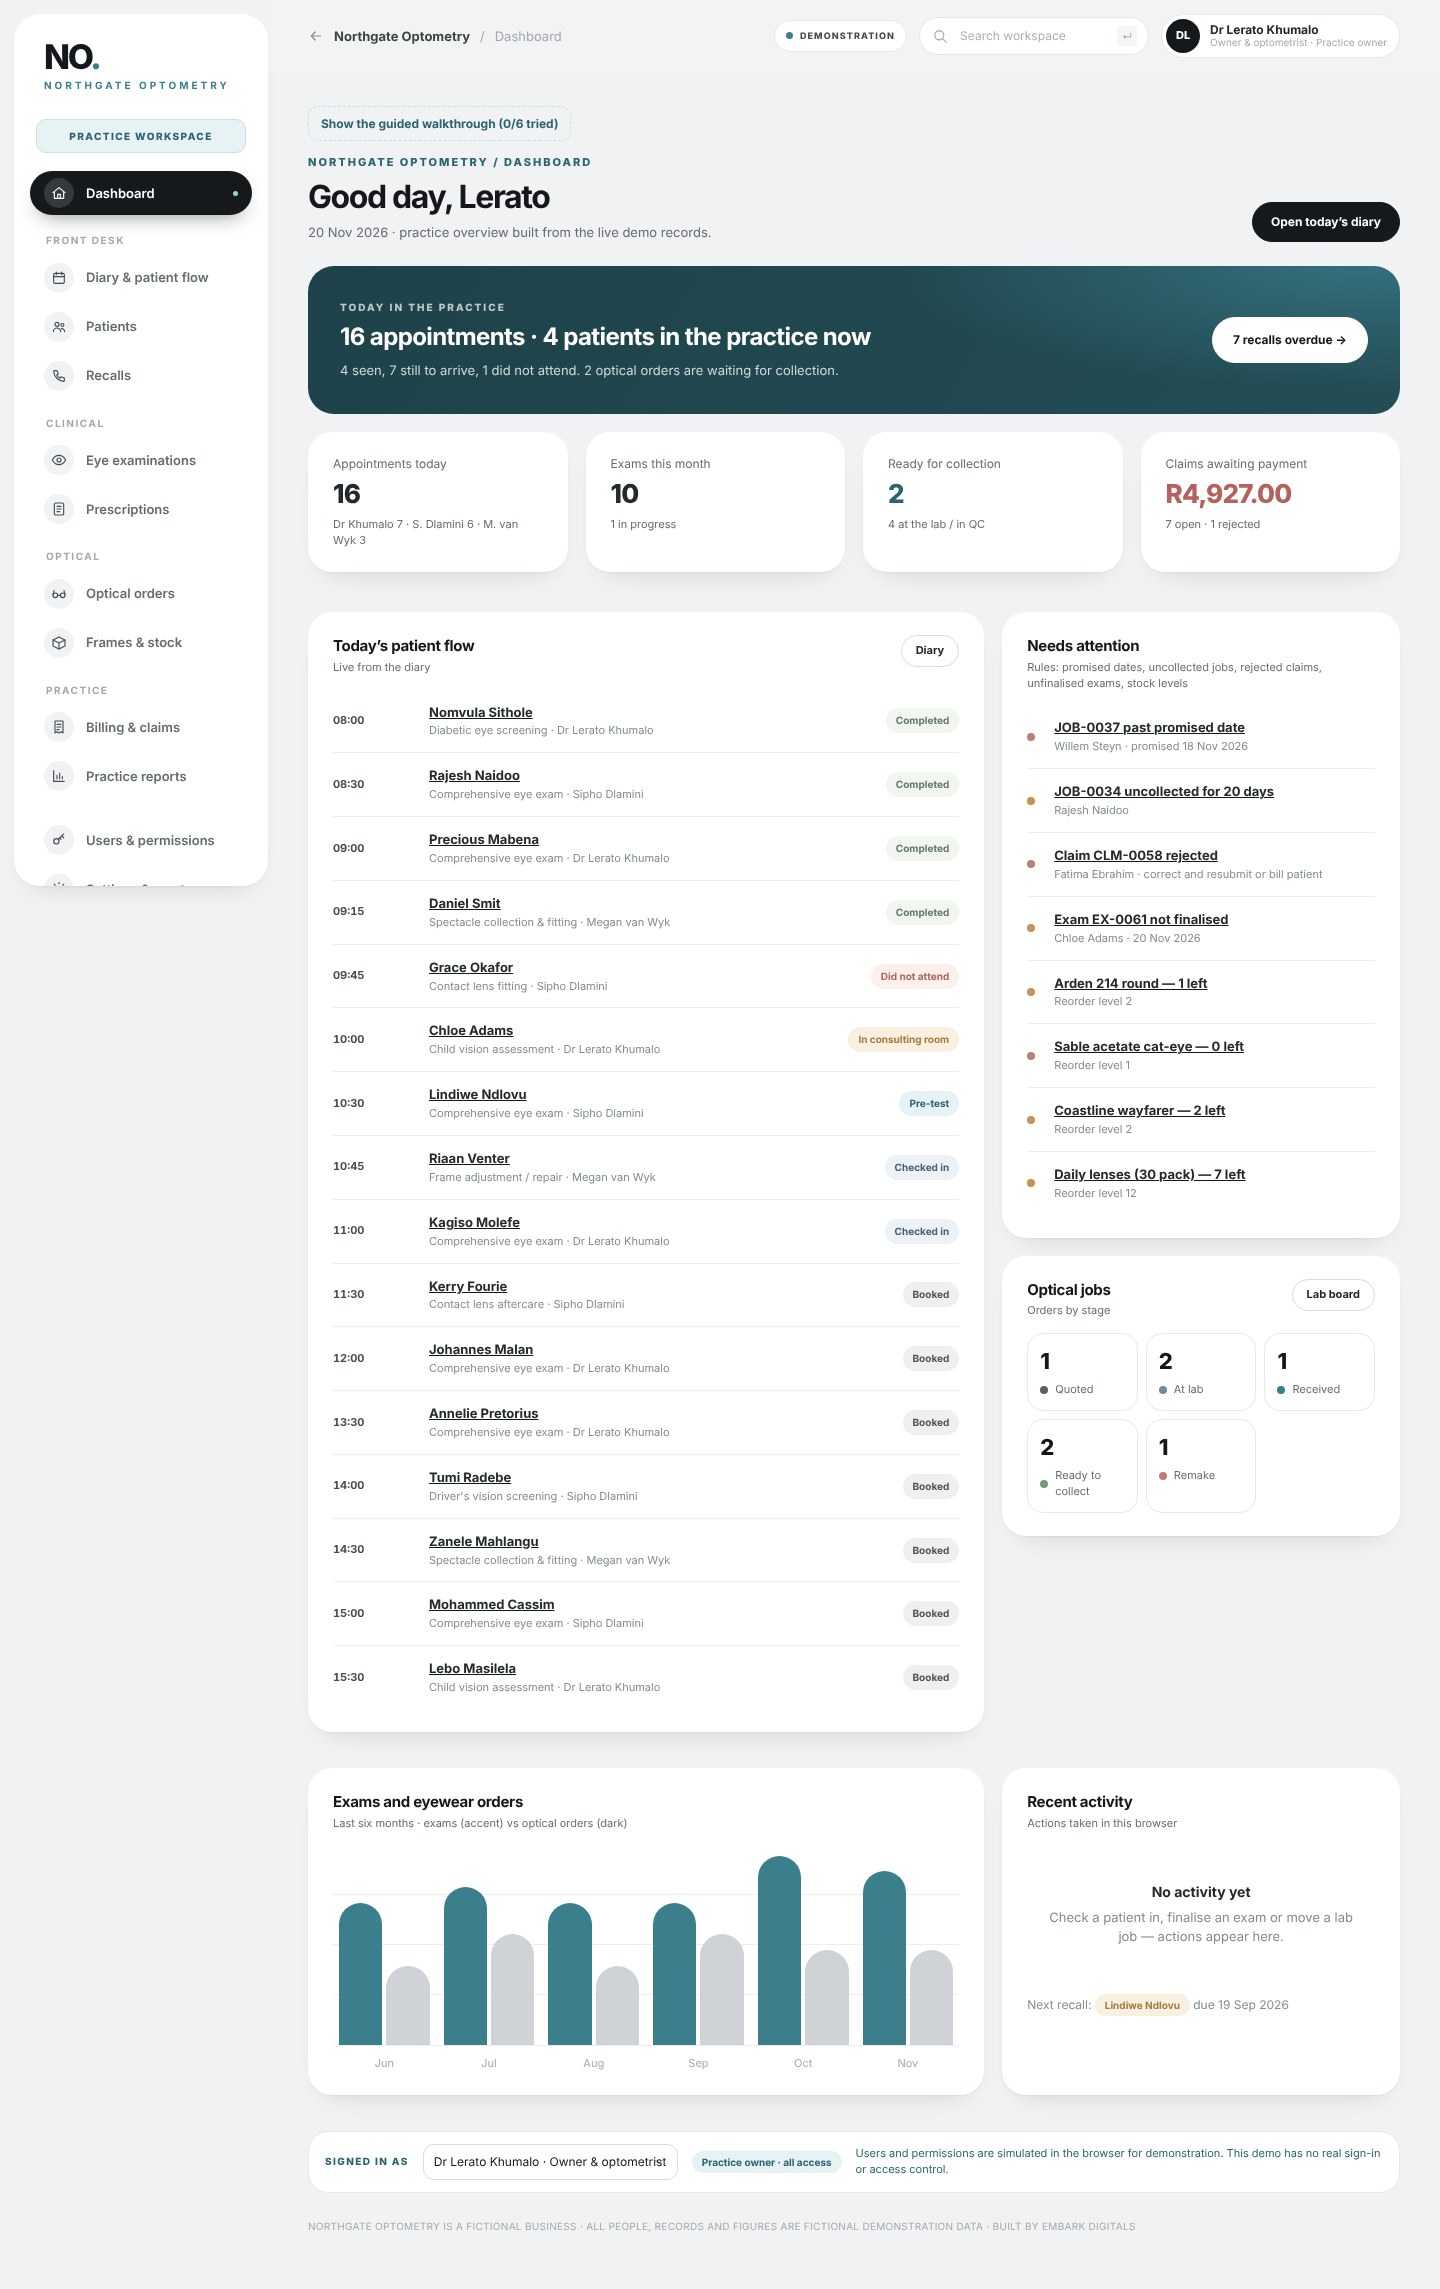 NO.
NORTHGATE OPTOMETRY
PRACTICE WORKSPACE
Dashboard
FRONT DESK
Diary & patient flow
Patients
Recalls
CLINICAL
Eye examinations
Prescriptions
OPTICAL
Optical orders
Frames & stock
PRACTICE
Billing & claims
Practice reports
Users & permissions
Northgate Optometry / Dashboard
DEMONSTRATION
Search workspace
DL
Dr Lerato Khumalo
Owner & optometrist · Practice owner
Show the guided walkthrough (0/6 tried)
NORTHGATE OPTOMETRY / DASHBOARD
Good day, Lerato
20 Nov 2026 · practice overview built from the live demo records.
Open today’s diary
TODAY IN THE PRACTICE
16 appointments · 4 patients in the practice now
4 seen, 7 still to arrive, 1 did not attend. 2 optical orders are waiting for collection.
7 recalls overdue →
Appointments today
16
Dr Khumalo 7 · S. Dlamini 6 · M. van
Wyk 3
Exams this month
10
1 in progress
Ready for collection
2
4 at the lab / in QC
Claims awaiting payment
R4,927.00
7 open · 1 rejected
Today’s patient flow
Live from the diary
Diary
08:00
Nomvula Sithole
Diabetic eye screening · Dr Lerato Khumalo
Completed
08:30
Rajesh Naidoo
Comprehensive eye exam · Sipho Dlamini
Completed
09:00
Precious Mabena
Comprehensive eye exam · Dr Lerato Khumalo
Completed
09:15
Daniel Smit
Spectacle collection & fitting · Megan van Wyk
Completed
09:45
Grace Okafor
Contact lens fitting · Sipho Dlamini
Did not attend
10:00
Chloe Adams
Child vision assessment · Dr Lerato Khumalo
In consulting room
10:30
Lindiwe Ndlovu
Comprehensive eye exam · Sipho Dlamini
Pre-test
10:45
Riaan Venter
Frame adjustment / repair · Megan van Wyk
Checked in
11:00
Kagiso Molefe
Comprehensive eye exam · Dr Lerato Khumalo
Checked in
11:30
Kerry Fourie
Contact lens aftercare · Sipho Dlamini
Booked
12:00
Johannes Malan
Comprehensive eye exam · Dr Lerato Khumalo
Booked
13:30
Annelie Pretorius
Comprehensive eye exam · Dr Lerato Khumalo
Booked
14:00
Tumi Radebe
Driver's vision screening · Sipho Dlamini
Booked
14:30
Zanele Mahlangu
Spectacle collection & fitting · Megan van Wyk
Booked
15:00
Mohammed Cassim
Comprehensive eye exam · Sipho Dlamini
Booked
15:30
Lebo Masilela
Child vision assessment · Dr Lerato Khumalo
Booked
Needs attention
Rules: promised dates, uncollected jobs, rejected claims,
unfinalised exams, stock levels
JOB-0037 past promised date
Willem Steyn · promised 18 Nov 2026
JOB-0034 uncollected for 20 days
Rajesh Naidoo
Claim CLM-0058 rejected
Fatima Ebrahim · correct and resubmit or bill patient
Exam EX-0061 not finalised
Chloe Adams · 20 Nov 2026
Arden 214 round — 1 left
Reorder level 2
Sable acetate cat-eye — 0 left
Reorder level 1
Coastline wayfarer — 2 left
Reorder level 2
Daily lenses (30 pack) — 7 left
Reorder level 12
Optical jobs
Orders by stage
Lab board
1
Quoted
2
At lab
1
Received
2
Ready to
collect
1
Remake
Exams and eyewear orders
Last six months · exams (accent) vs optical orders (dark)
Jun
Jul
Aug
Sep
Oct
Nov
Recent activity
Actions taken in this browser
No activity yet
Check a patient in, finalise an exam or move a lab
job — actions appear here.
Next recall: Lindiwe Ndlovu due 19 Sep 2026
SIGNED IN AS
Dr Lerato Khumalo · Owner & optometrist
Practice owner · all access
Users and permissions are simulated in the browser for demonstration. This demo has no real sign-in
or access control.
NORTHGATE OPTOMETRY IS A FICTIONAL BUSINESS · ALL PEOPLE, RECORDS AND FIGURES ARE FICTIONAL DEMONSTRATION DATA · BUILT BY EMBARK DIGITALS